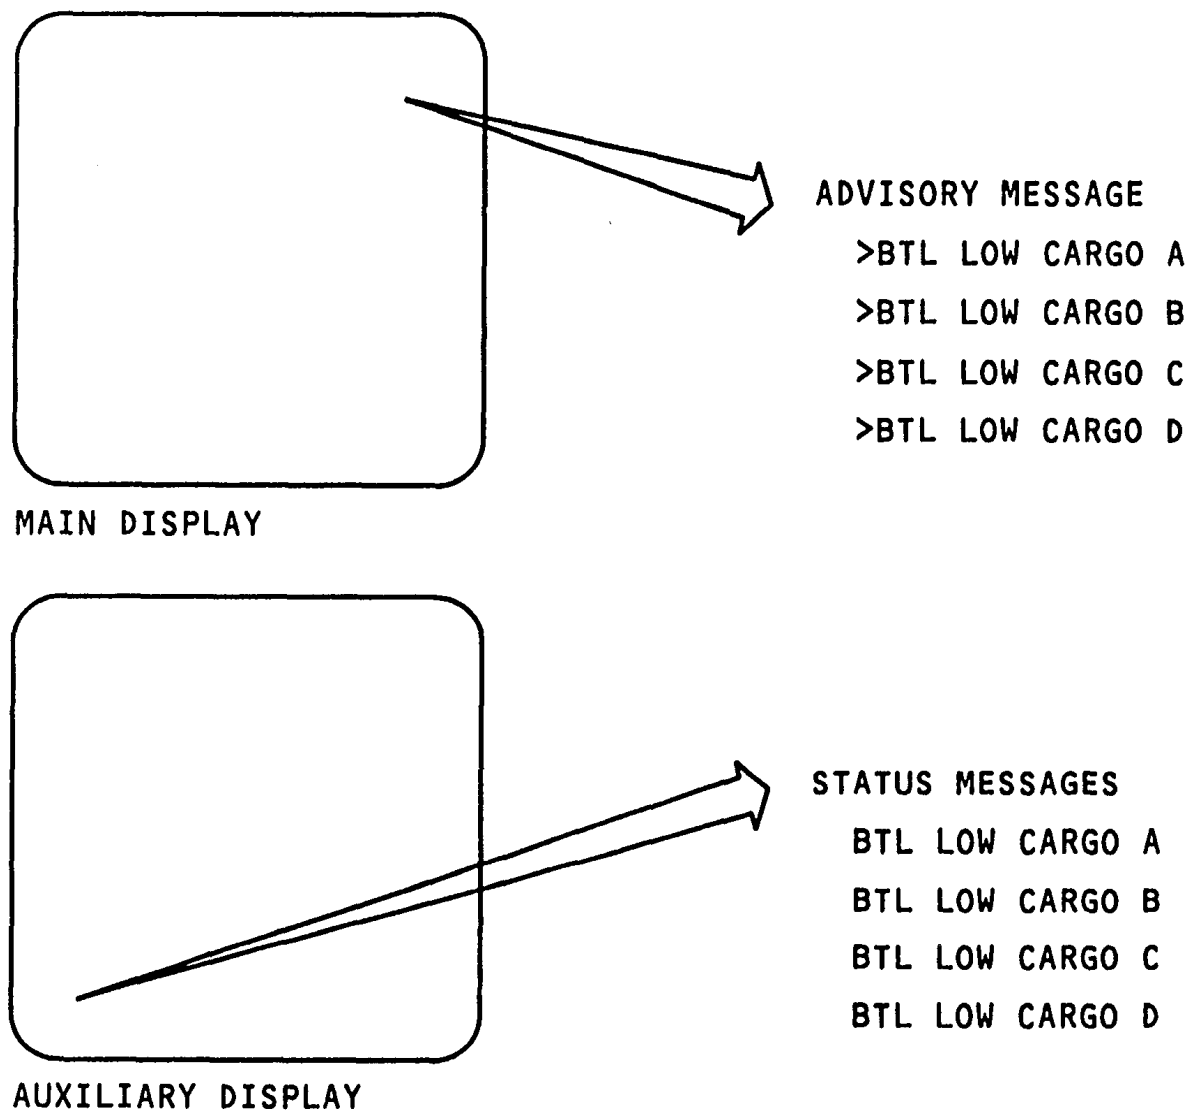 ADVISORY MESSAGE
>BTL LOW CARGO A
>BTL LOW CARGO B
>BTL LOW CARGO C
>BTL LOW CARGO D
MAIN DISPLAY
STATUS MESSAGES
BTL LOW CARGO A
BTL LOW CARGO B
BTL LOW CARGO C
BTL LOW CARGO D
AUXILIARY DISPLAY